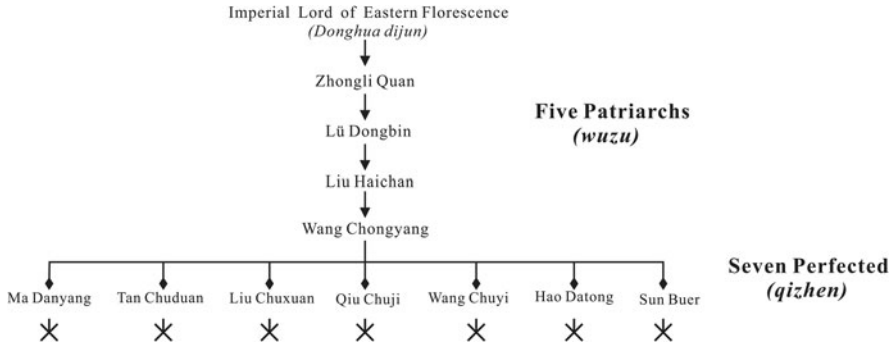 Imperial Lord of Eastern Florescence
(Donghua dijun)
Zhongli Quan
Five Patriarchs
(wuzu)
Lü Dongbin
Liu Haichan
Wang Chongyang
Seven Perfected
(qizhen)
Ma Danyang Tan Chuduan Liu Chuxuan Qiu Chuji Wang Chuyi Hao Datong Sun Buer